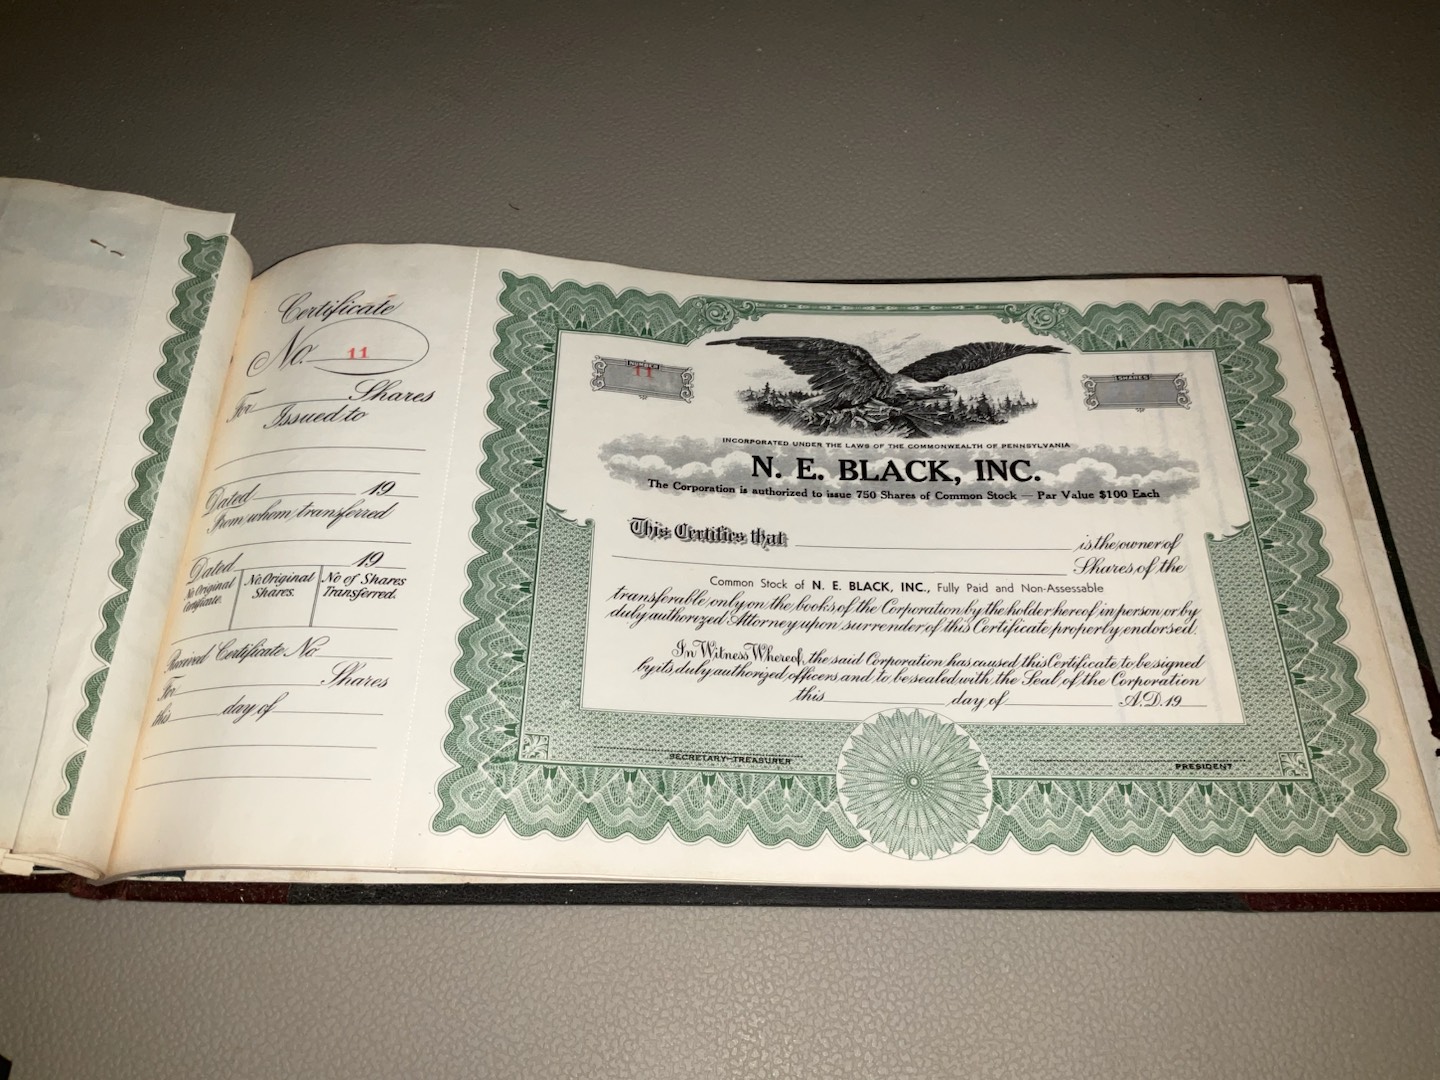 Certificate
No. 11
For Shares
Issued to
Dated 19
From whom transferred
Dated 19
No Original Certificate.
No Original Shares.
No of Shares Transferred.
Received Certificate No
For Shares
this day of
NUMBER
11
SHARES
INCORPORATED UNDER THE LAWS OF THE COMMONWEALTH OF PENNSYLVANIA
N. E. BLACK, INC.
The Corporation is authorized to issue 750 Shares of Common Stock — Par Value $100 Each
This Certifies that is the owner of
Shares of the
Common Stock of N. E. BLACK, INC., Fully Paid and Non-Assessable
transferable only on the books of the Corporation by the holder hereof in person or by
duly authorized Attorney upon surrender of this Certificate properly endorsed.
In Witness Whereof, the said Corporation has caused this Certificate to be signed
by its duly authorized officers and to be sealed with the Seal of the Corporation
this day of A.D. 19
SECRETARY-TREASURER
PRESIDENT